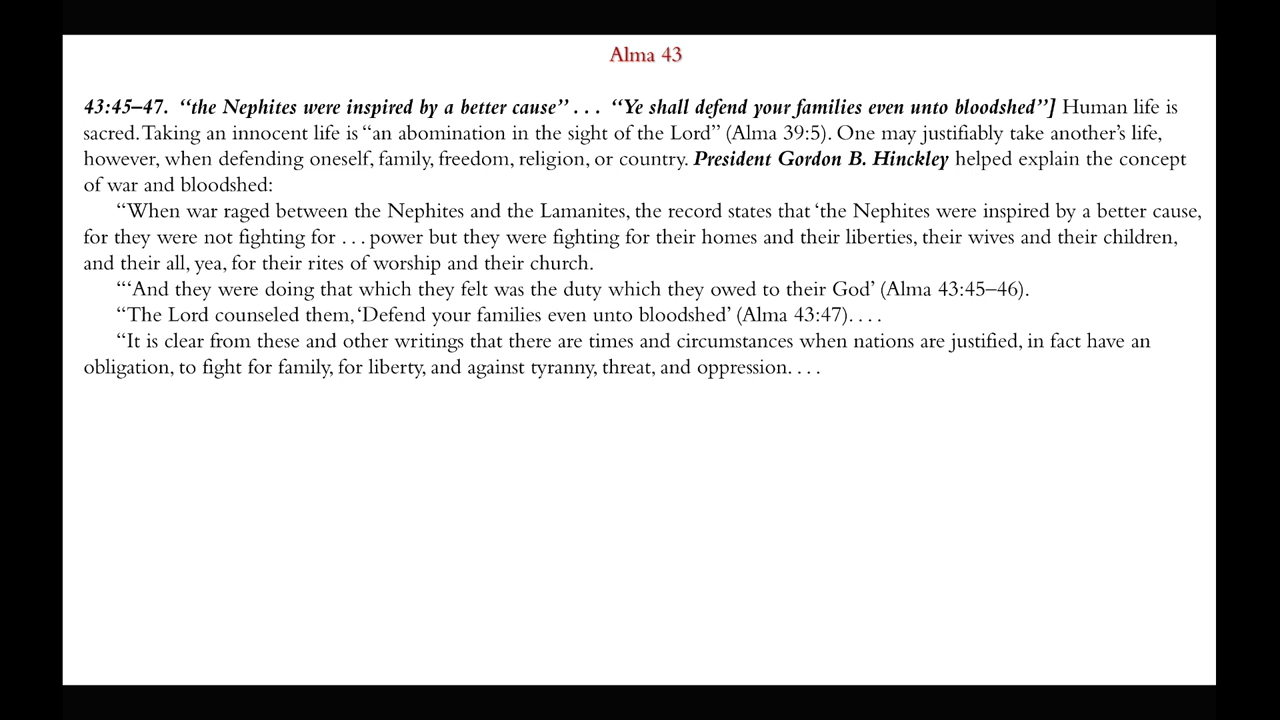 Alma 43
43:45–47. “the Nephites were inspired by a better cause” . . . “Ye shall defend your families even unto bloodshed”] Human life is
sacred. Taking an innocent life is “an abomination in the sight of the Lord” (Alma 39:5). One may justifiably take another’s life,
however, when defending oneself, family, freedom, religion, or country. President Gordon B. Hinckley helped explain the concept
of war and bloodshed:
“When war raged between the Nephites and the Lamanites, the record states that ‘the Nephites were inspired by a better cause,
for they were not fighting for . . . power but they were fighting for their homes and their liberties, their wives and their children,
and their all, yea, for their rites of worship and their church.
“‘And they were doing that which they felt was the duty which they owed to their God’ (Alma 43:45–46).
“The Lord counseled them, ‘Defend your families even unto bloodshed’ (Alma 43:47). . . .
“It is clear from these and other writings that there are times and circumstances when nations are justified, in fact have an
obligation, to fight for family, for liberty, and against tyranny, threat, and oppression. . . .